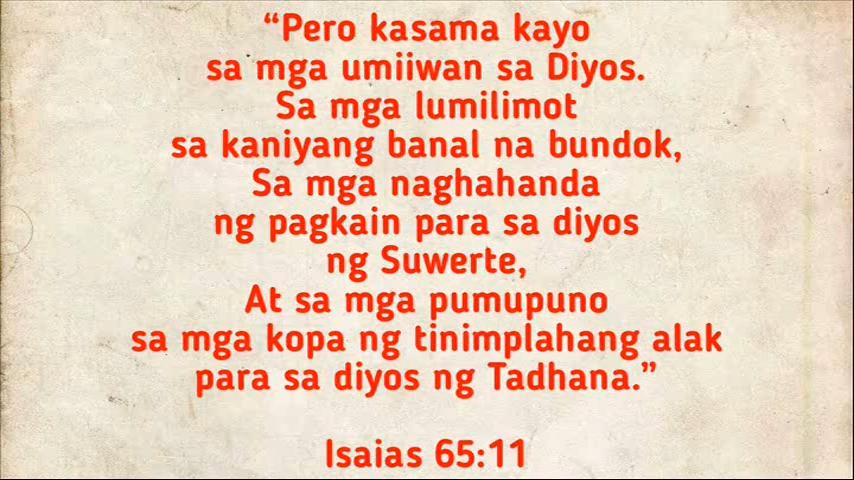 “Pero kasama kayo
sa mga umiiwan sa Diyos.
Sa mga lumilimot
sa kaniyang banal na bundok,
Sa mga naghahanda
ng pagkain para sa diyos
ng Suwerte,
At sa mga pumupuno
sa mga kopa ng tinimplahang alak
para sa diyos ng Tadhana.”
Isaias 65:11